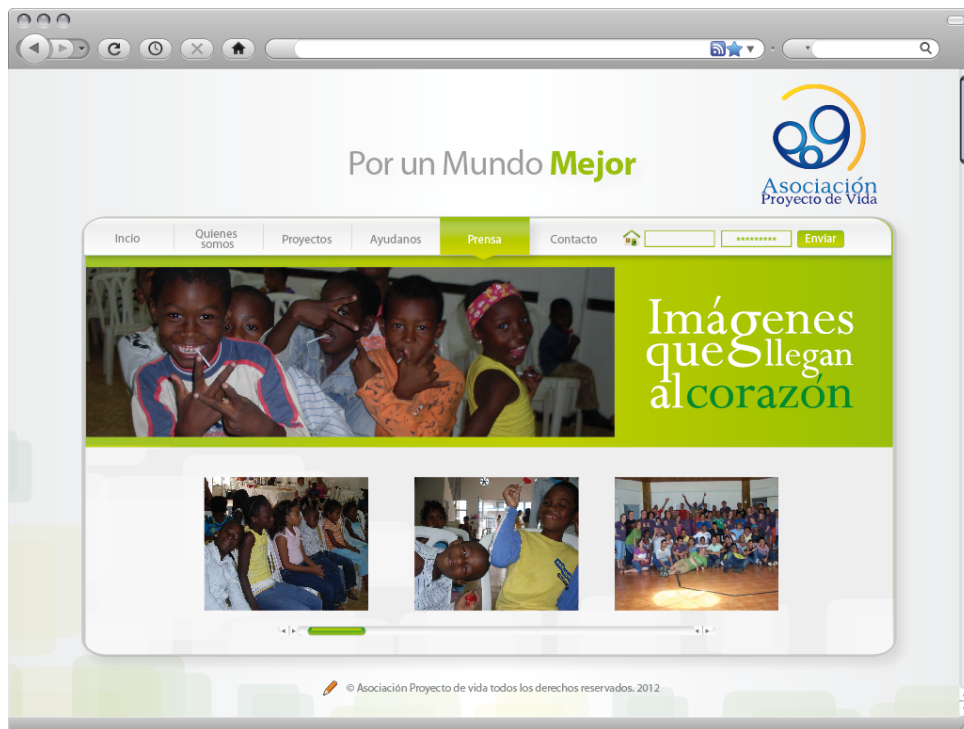 Por un Mundo Mejor
Asociación
Proyecto de Vida
Incio
Quienes
somos
Proyectos
Ayudanos
Prensa
Contacto
*********
Enviar
Imágenes
que llegan
al corazón
© Asociación Proyecto de vida todos los derechos reservados. 2012